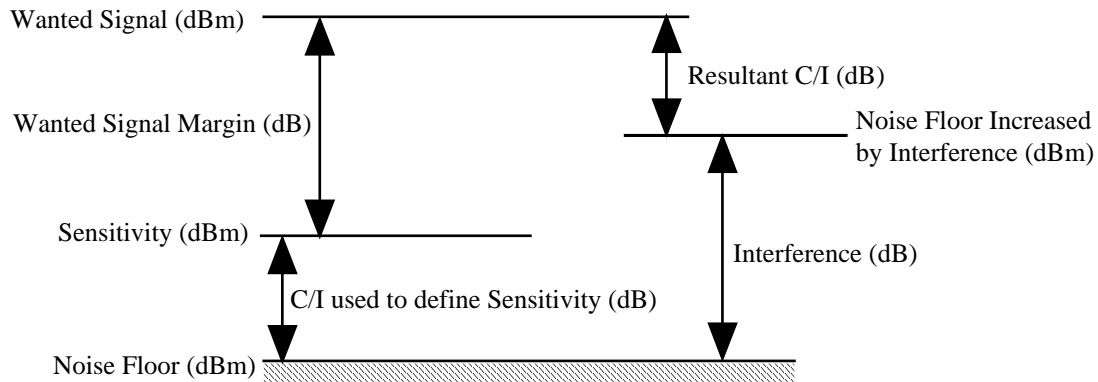 Wanted Signal (dBm)
Resultant C/I (dB)
Wanted Signal Margin (dB)
Noise Floor Increased
by Interference (dBm)
Sensitivity (dBm)
Interference (dB)
C/I used to define Sensitivity (dB)
Noise Floor (dBm)